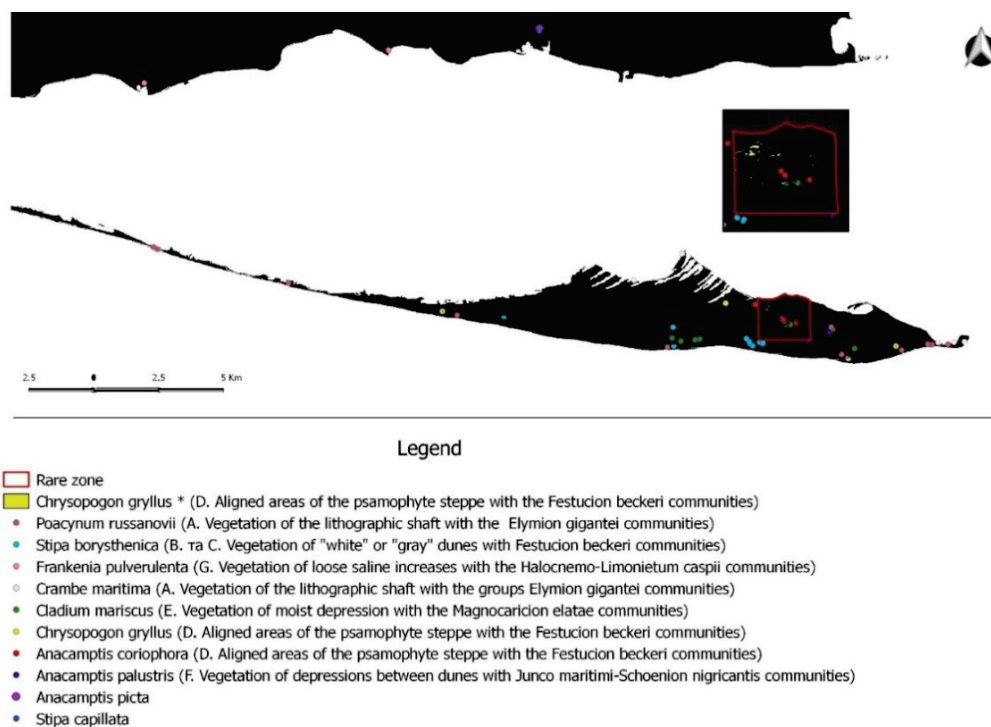 2.5 0 2.5 5 Km
Legend
Rare zone
Chrysopogon gryllus * (D. Aligned areas of the psamophyte steppe with the Festucion beckeri communities)
Poacynum russanovii (A. Vegetation of the lithographic shaft with the Elymion gigantei communities)
Stipa borysthenica (B. та C. Vegetation of "white" or "gray" dunes with Festucion beckeri communities)
Frankenia pulverulenta (G. Vegetation of loose saline increases with the Halocnemo-Limonietum caspii communities)
Crambe maritima (A. Vegetation of the lithographic shaft with the groups Elymion gigantei communities)
Cladium mariscus (E. Vegetation of moist depression with the Magnocaricion elatae communities)
Chrysopogon gryllus (D. Aligned areas of the psamophyte steppe with the Festucion beckeri communities)
Anacamptis coriophora (D. Aligned areas of the psamophyte steppe with the Festucion beckeri communities)
Anacamptis palustris (F. Vegetation of depressions between dunes with Junco maritimi-Schoenion nigricantis communities)
Anacamptis picta
Stipa capillata